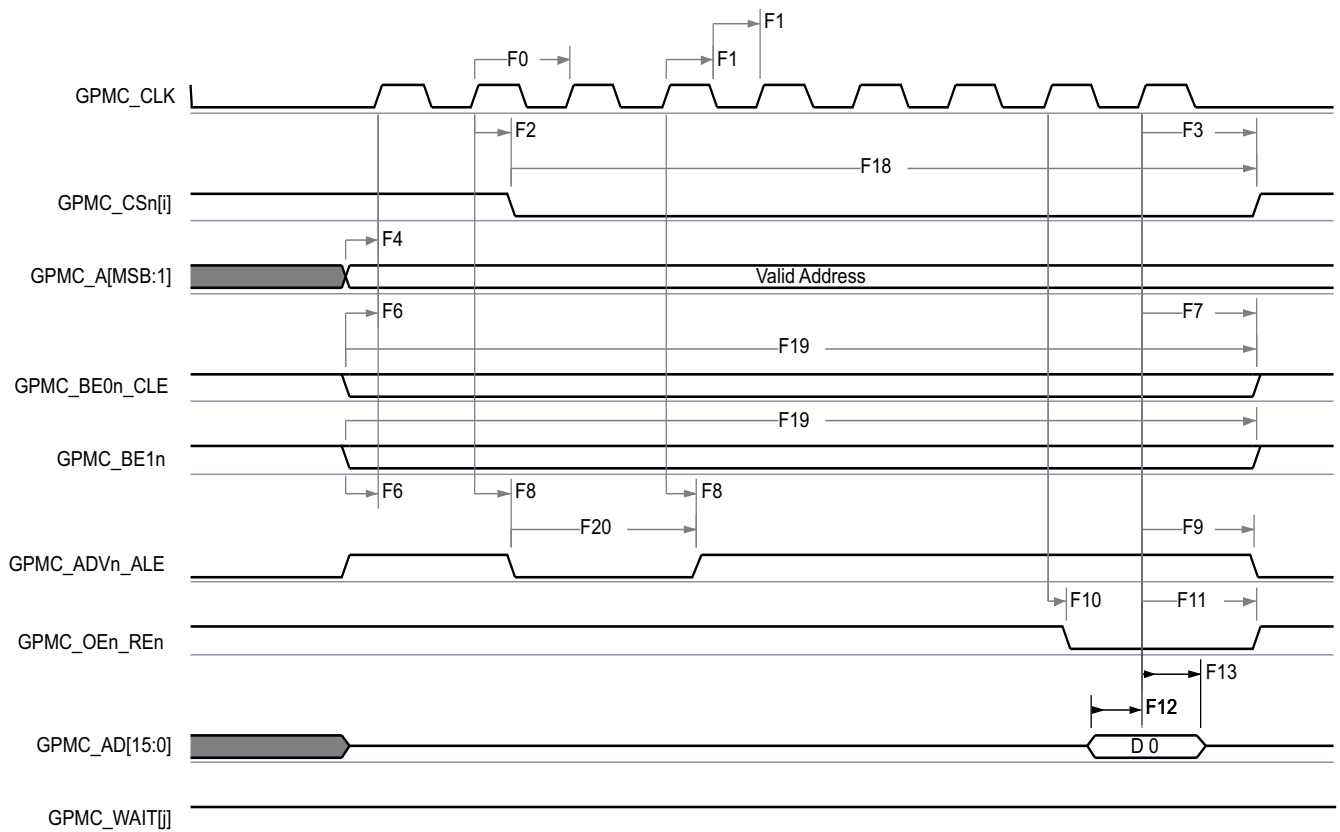 F1
F0
F1
GPMC_CLK
F2
F3
F18
GPMC_CSn[i]
F4
GPMC_A[MSB:1]
Valid Address
F6
F7
F19
GPMC_BE0n_CLE
F19
GPMC_BE1n
F6
F8
F8
F20
F9
GPMC_ADVn_ALE
F10
F11
GPMC_OEn_REn
F13
F12
GPMC_AD[15:0]
D 0
GPMC_WAIT[j]